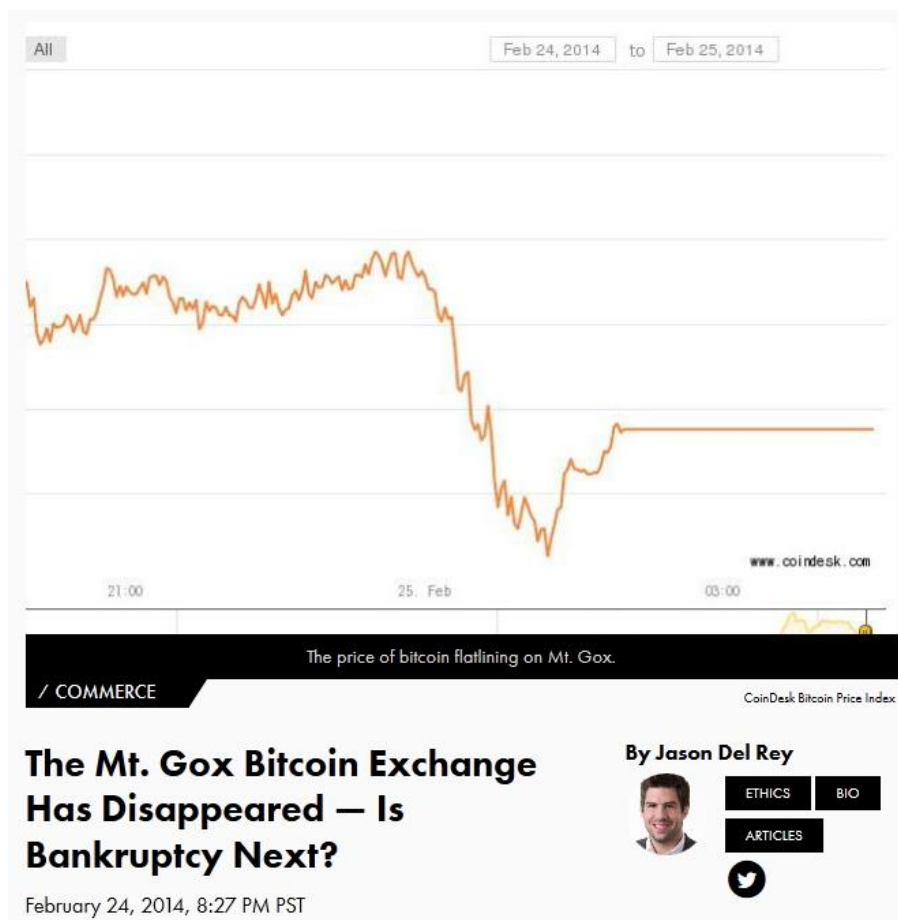 All
Feb 24, 2014 to Feb 25, 2014
www.coindesk.com
21:00 25. Feb 03:00
The price of bitcoin flatlining on Mt. Gox.
/ COMMERCE
CoinDesk Bitcoin Price Index
The Mt. Gox Bitcoin Exchange
Has Disappeared — Is
Bankruptcy Next?
February 24, 2014, 8:27 PM PST
By Jason Del Rey
ETHICS BIO
ARTICLES